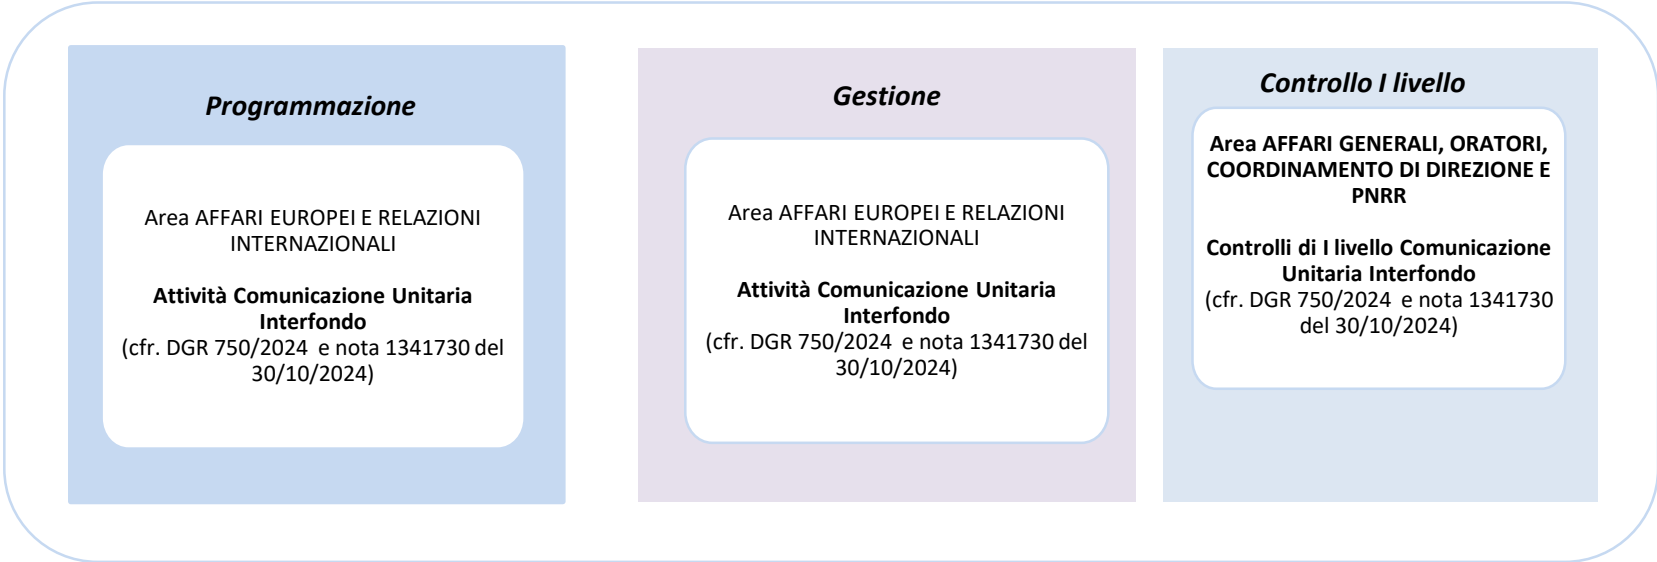 Programmazione
Area AFFARI EUROPEI E RELAZIONI
INTERNAZIONALI
Attività Comunicazione Unitaria
Interfondo
(cfr. DGR 750/2024 e nota 1341730 del
30/10/2024)
Gestione
Area AFFARI EUROPEI E RELAZIONI
INTERNAZIONALI
Attività Comunicazione Unitaria
Interfondo
(cfr. DGR 750/2024 e nota 1341730 del
30/10/2024)
Controllo I livello
Area AFFARI GENERALI, ORATORI,
COORDINAMENTO DI DIREZIONE E
PNRR
Controlli di I livello Comunicazione
Unitaria Interfondo
(cfr. DGR 750/2024 e nota 1341730
del 30/10/2024)